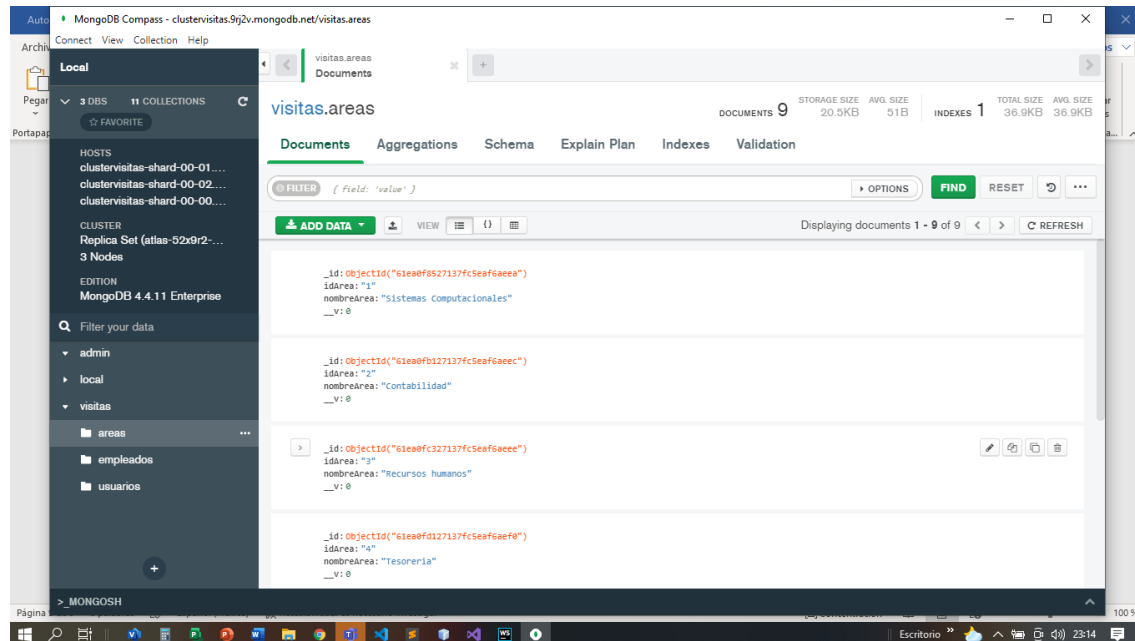 Auto
MongoDB Compass - clustervisitas.9rj2v.mongodb.net/visitas.areas
Archiv
Connect View Collection Help
Pegar
Portapap
Local
3 DBS 11 COLLECTIONS
FAVORITE
HOSTS
clustervisitas-shard-00-01....
clustervisitas-shard-00-02....
clustervisitas-shard-00-00....
CLUSTER
Replica Set (atlas-52x9r2-...
3 Nodes
EDITION
MongoDB 4.4.11 Enterprise
Filter your data
admin
local
visitas
areas
empleados
usuarios
>_MONGOSH
visitas.areas
Documents
visitas.areas
DOCUMENTS 9
STORAGE SIZE 20.5KB
AVG. SIZE 51B
INDEXES 1
TOTAL SIZE 36.9KB
AVG. SIZE 36.9KB
Documents Aggregations Schema Explain Plan Indexes Validation
FILTER { field: 'value' } OPTIONS FIND RESET
ADD DATA VIEW Displaying documents 1 - 9 of 9 REFRESH
_id: ObjectId("61ea0f8527137fc5eaf6aeea")
idArea: "1"
nombreArea: "Sistemas Computacionales"
__v: 0
_id: ObjectId("61ea0fb127137fc5eaf6aeec")
idArea: "2"
nombreArea: "Contabilidad"
__v: 0
_id: ObjectId("61ea0fc327137fc5eaf6aeee")
idArea: "3"
nombreArea: "Recursos humanos"
__v: 0
_id: ObjectId("61ea0fd127137fc5eaf6aef0")
idArea: "4"
nombreArea: "Tesoreria"
__v: 0
Página
100 %
Escritorio
23:14